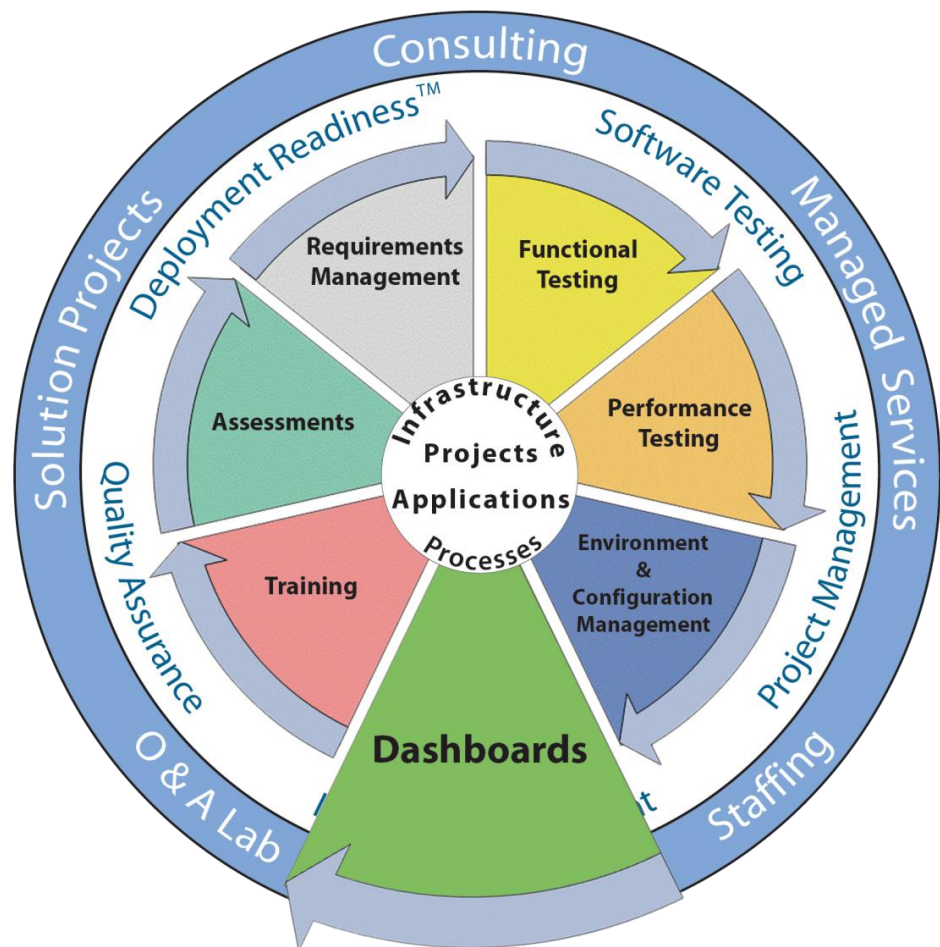 Consulting
Managed Services
Staffing
O & A Lab
Solution Projects
Deployment Readiness™
Software Testing
Project Management
Quality Assurance
Requirements
Management
Functional
Testing
Performance
Testing
Environment
&
Configuration
Management
Dashboards
Training
Assessments
Infrastructure
Projects
Applications
Processes